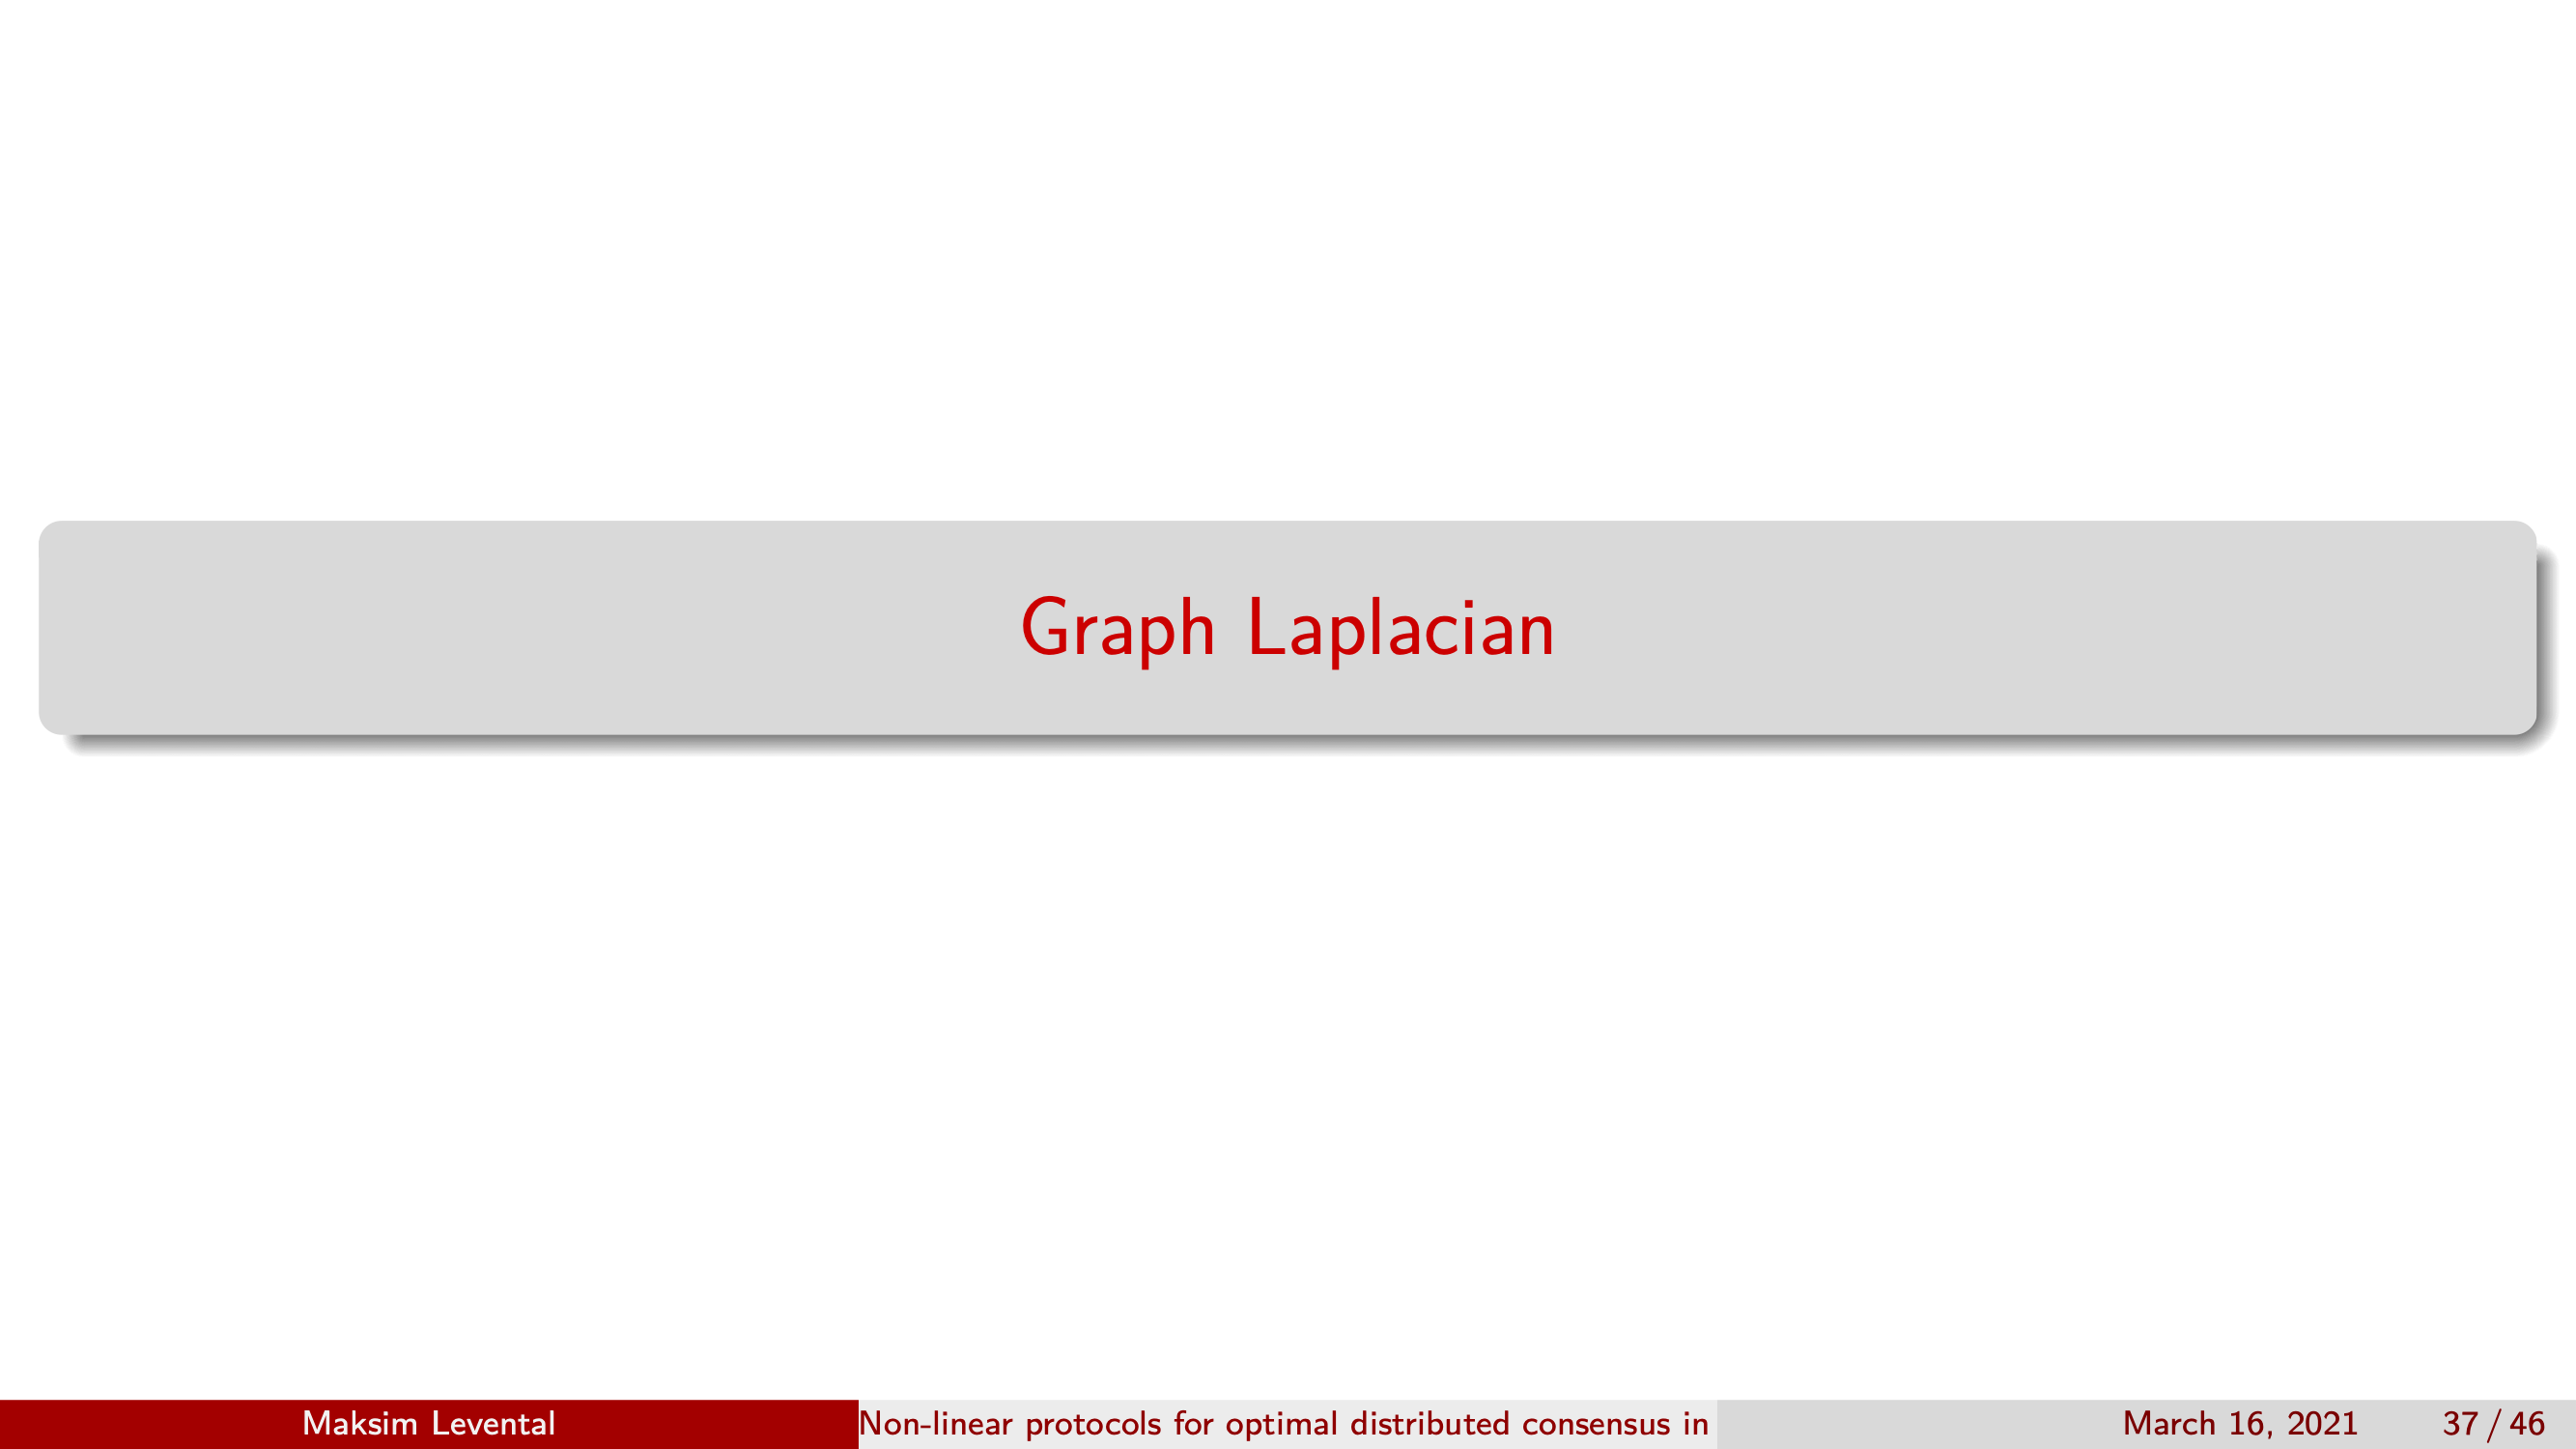 Graph Laplacian
Maksim Levental
Non-linear protocols for optimal distributed consensus in
March 16, 2021
37 / 46